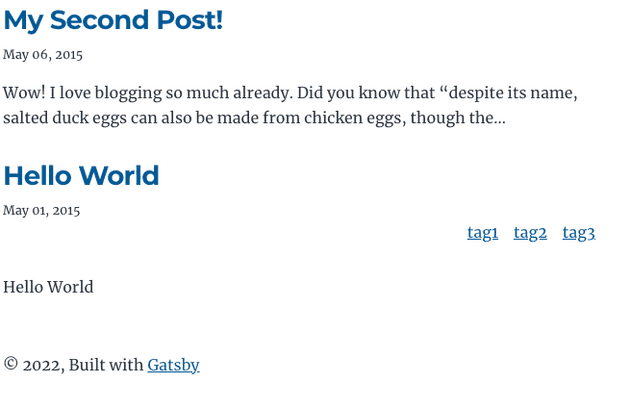 My Second Post!
May 06, 2015
Wow! I love blogging so much already. Did you know that “despite its name,
salted duck eggs can also be made from chicken eggs, though the...
Hello World
May 01, 2015
tag1 tag2 tag3
Hello World
© 2022, Built with Gatsby